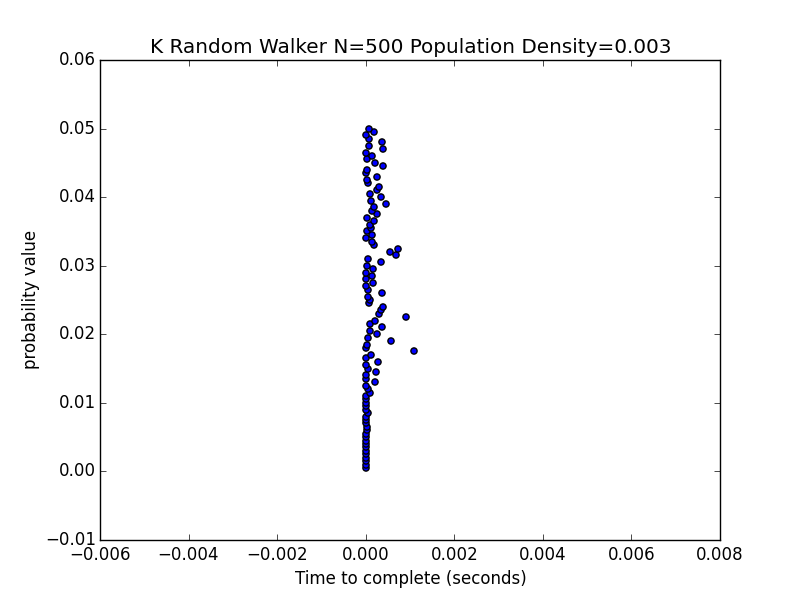 K Random Walker N=500 Population Density=0.003
0.06
0.05
0.04
0.03
0.02
0.01
0.00
−0.01
probability value
−0.006 −0.004 −0.002 0.000 0.002 0.004 0.006 0.008
Time to complete (seconds)